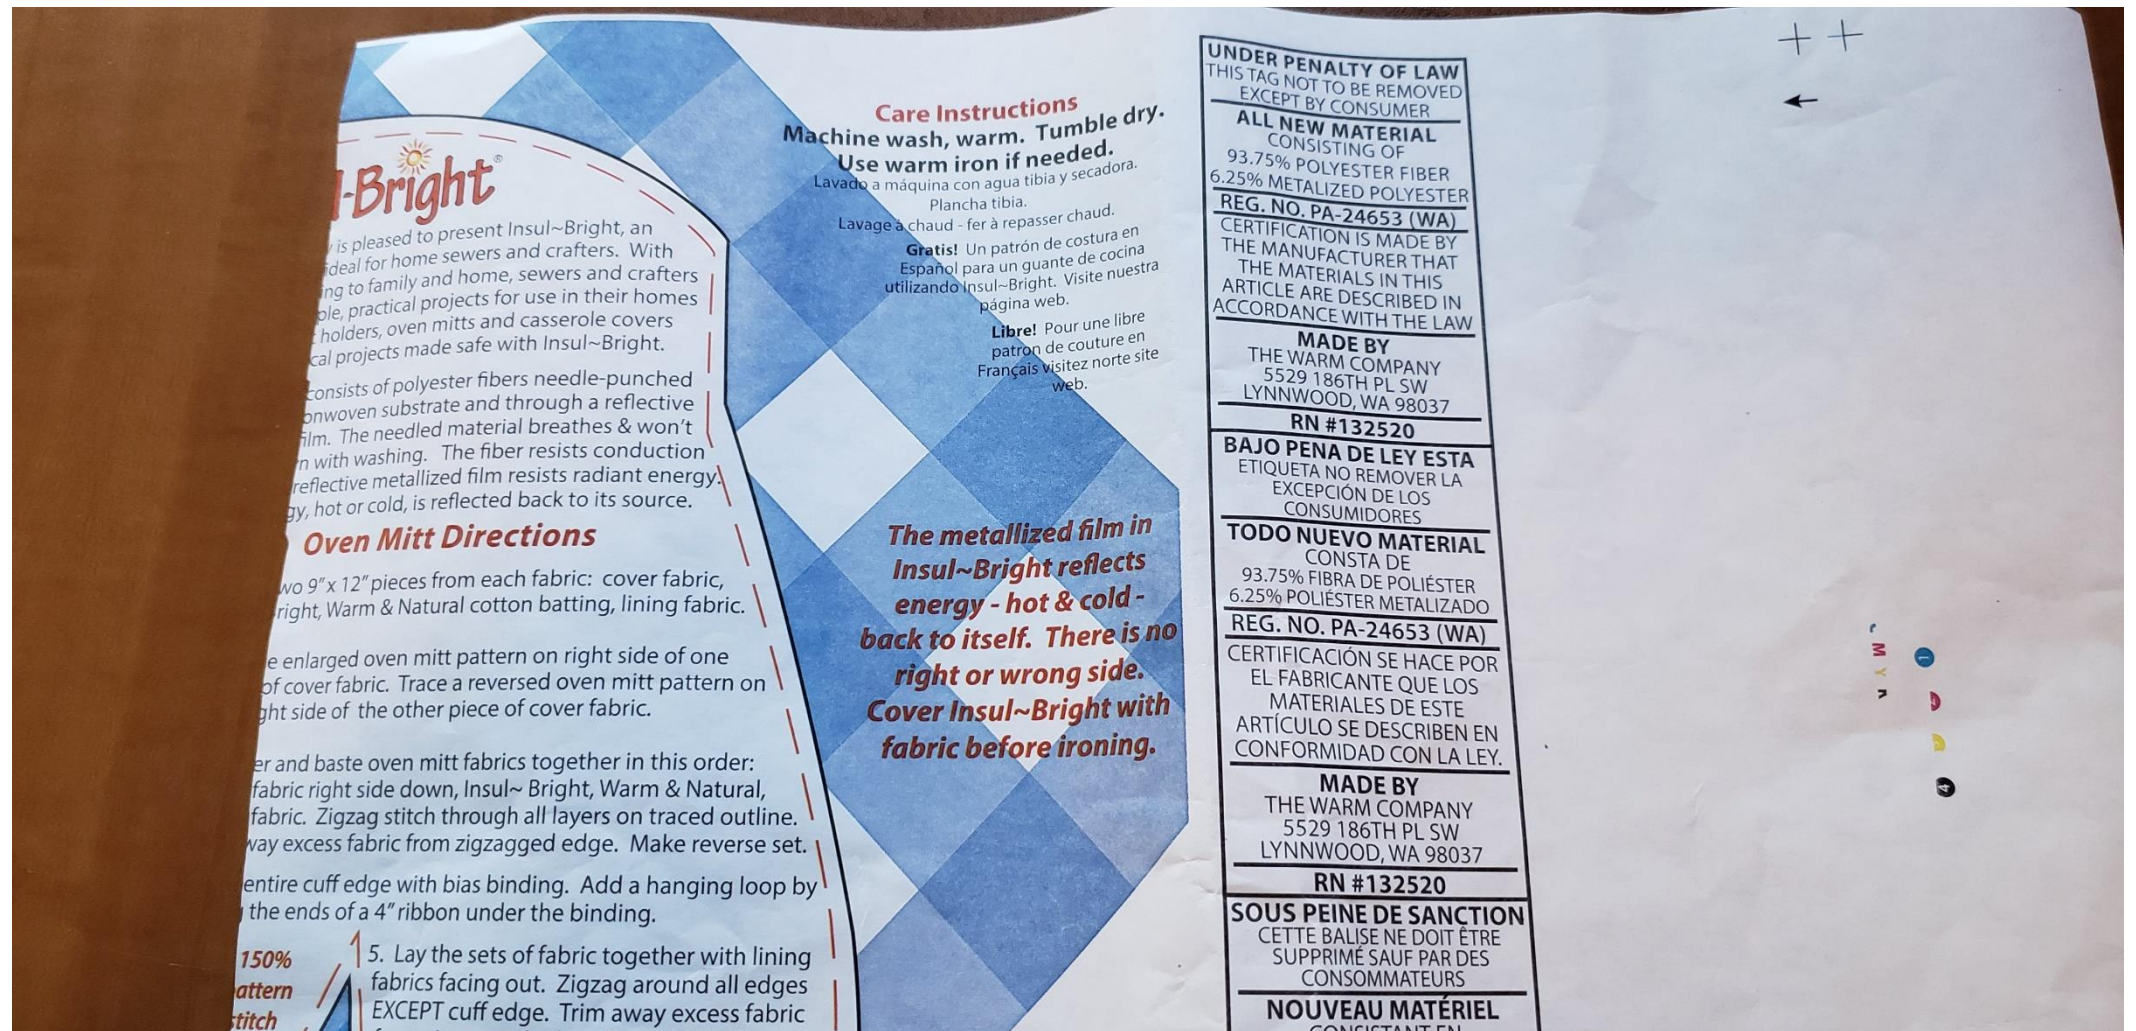 -Bright®
is pleased to present Insul~Bright, an
ideal for home sewers and crafters. With
ing to family and home, sewers and crafters
ple, practical projects for use in their homes
holders, oven mitts and casserole covers
cal projects made safe with Insul~Bright.
consists of polyester fibers needle-punched
onwoven substrate and through a reflective
film. The needled material breathes & won't
n with washing. The fiber resists conduction
reflective metallized film resists radiant energy.
gy, hot or cold, is reflected back to its source.
Oven Mitt Directions
wo 9" x 12" pieces from each fabric: cover fabric,
right, Warm & Natural cotton batting, lining fabric.
e enlarged oven mitt pattern on right side of one
of cover fabric. Trace a reversed oven mitt pattern on
ght side of the other piece of cover fabric.
er and baste oven mitt fabrics together in this order:
fabric right side down, Insul~ Bright, Warm & Natural,
fabric. Zigzag stitch through all layers on traced outline.
way excess fabric from zigzagged edge. Make reverse set.
entire cuff edge with bias binding. Add a hanging loop by
the ends of a 4" ribbon under the binding.
150%
attern
stitch
5. Lay the sets of fabric together with lining
fabrics facing out. Zigzag around all edges
EXCEPT cuff edge. Trim away excess fabric
Care Instructions
Machine wash, warm. Tumble dry.
Use warm iron if needed.
Lavado a máquina con agua tibia y secadora.
Plancha tibia.
Lavage à chaud - fer à repasser chaud.
Gratis! Un patrón de costura en
Español para un guante de cocina
utilizando Insul~Bright. Visite nuestra
página web.
Libre! Pour une libre
patron de couture en
Français visitez norte site
web.
The metallized film in
Insul~Bright reflects
energy - hot & cold -
back to itself. There is no
right or wrong side.
Cover Insul~Bright with
fabric before ironing.
UNDER PENALTY OF LAW
THIS TAG NOT TO BE REMOVED
EXCEPT BY CONSUMER
ALL NEW MATERIAL
CONSISTING OF
93.75% POLYESTER FIBER
6.25% METALIZED POLYESTER
REG. NO. PA-24653 (WA)
CERTIFICATION IS MADE BY
THE MANUFACTURER THAT
THE MATERIALS IN THIS
ARTICLE ARE DESCRIBED IN
ACCORDANCE WITH THE LAW
MADE BY
THE WARM COMPANY
5529 186TH PL SW
LYNNWOOD, WA 98037
RN #132520
BAJO PENA DE LEY ESTA
ETIQUETA NO REMOVER LA
EXCEPCIÓN DE LOS
CONSUMIDORES
TODO NUEVO MATERIAL
CONSTA DE
93.75% FIBRA DE POLIÉSTER
6.25% POLIÉSTER METALIZADO
REG. NO. PA-24653 (WA)
CERTIFICACIÓN SE HACE POR
EL FABRICANTE QUE LOS
MATERIALES DE ESTE
ARTÍCULO SE DESCRIBEN EN
CONFORMIDAD CON LA LEY.
MADE BY
THE WARM COMPANY
5529 186TH PL SW
LYNNWOOD, WA 98037
RN #132520
SOUS PEINE DE SANCTION
CETTE BALISE NE DOIT ÊTRE
SUPPRIMÉ SAUF PAR DES
CONSOMMATEURS
NOUVEAU MATÉRIEL
CONSISTANT EN
M Y
1
4